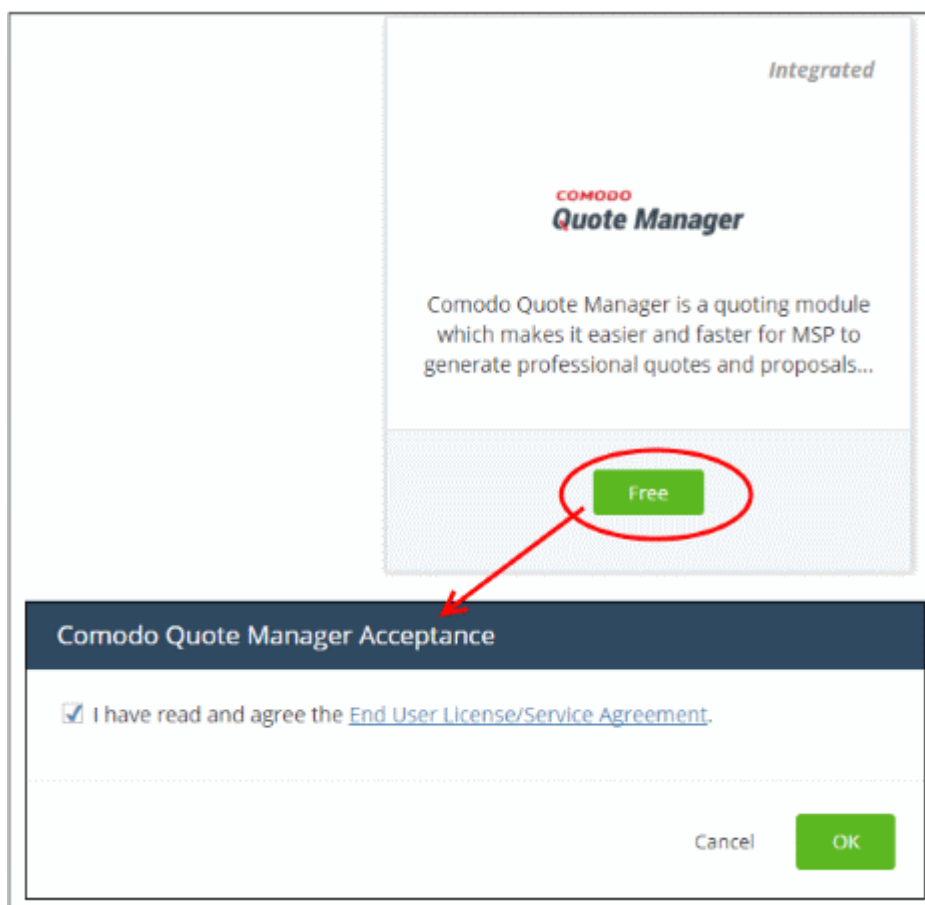 Integrated
COMODO
Quote Manager
Comodo Quote Manager is a quoting module
which makes it easier and faster for MSP to
generate professional quotes and proposals...
Free
Comodo Quote Manager Acceptance
I have read and agree the End User License/Service Agreement.
Cancel OK